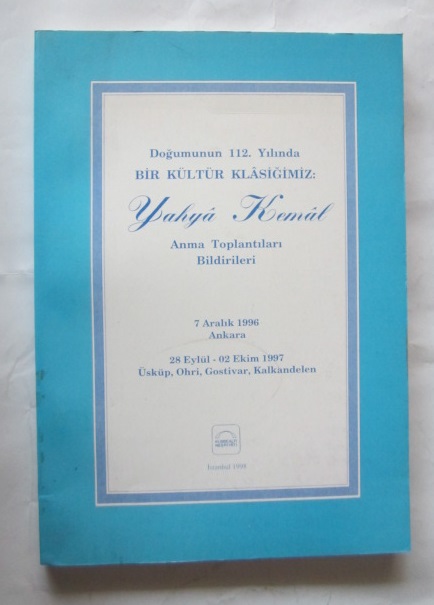 Doğumunun 112. Yılında
BİR KÜLTÜR KLÂSİĞİMİZ:
Yahyâ Kemâl
Anma Toplantıları
Bildirileri
7 Aralık 1996
Ankara
28 Eylül - 02 Ekim 1997
Üsküp, Ohri, Gostivar, Kalkandelen
İstanbul 1998